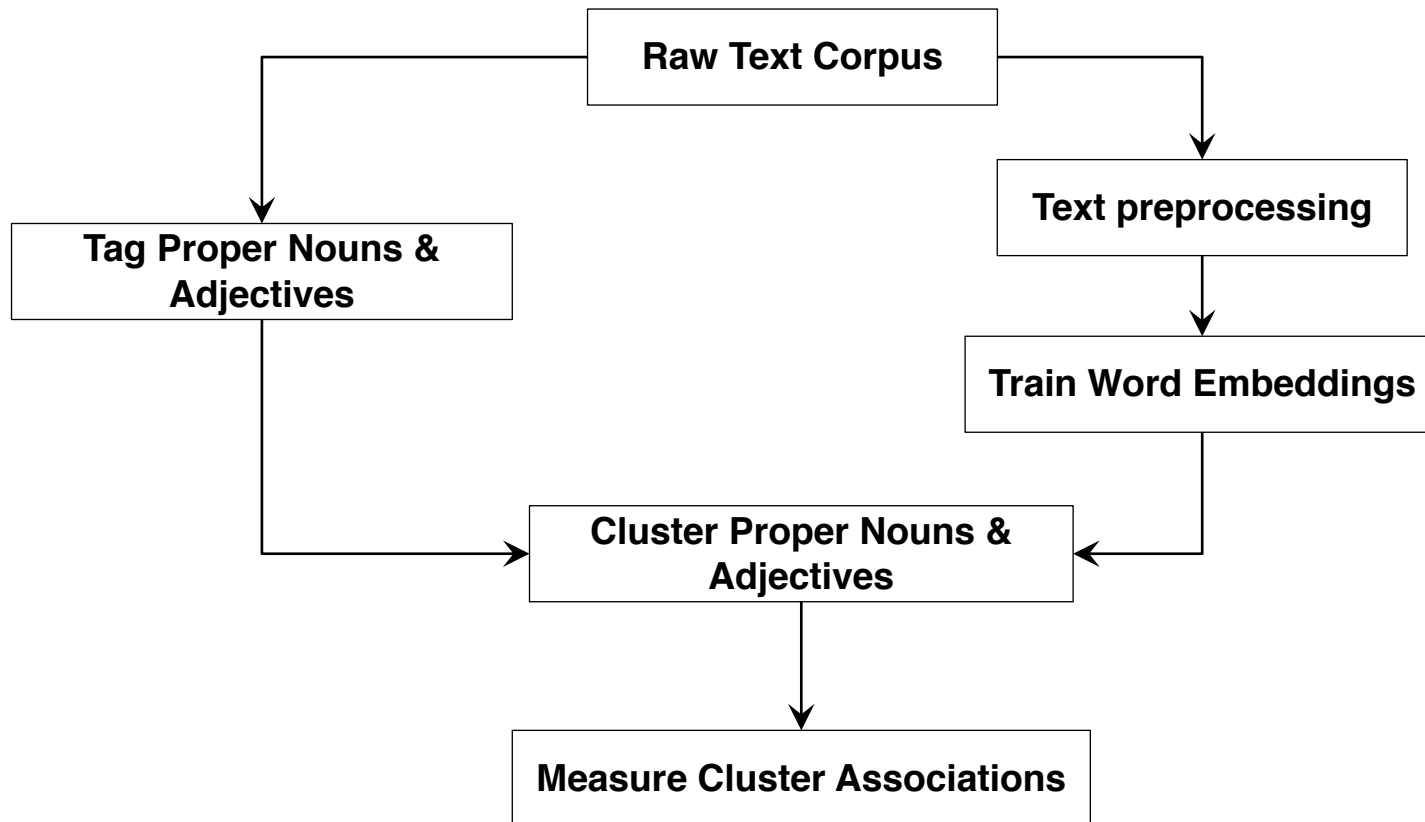 Raw Text Corpus
Text preprocessing
Tag Proper Nouns &
Adjectives
Train Word Embeddings
Cluster Proper Nouns &
Adjectives
Measure Cluster Associations